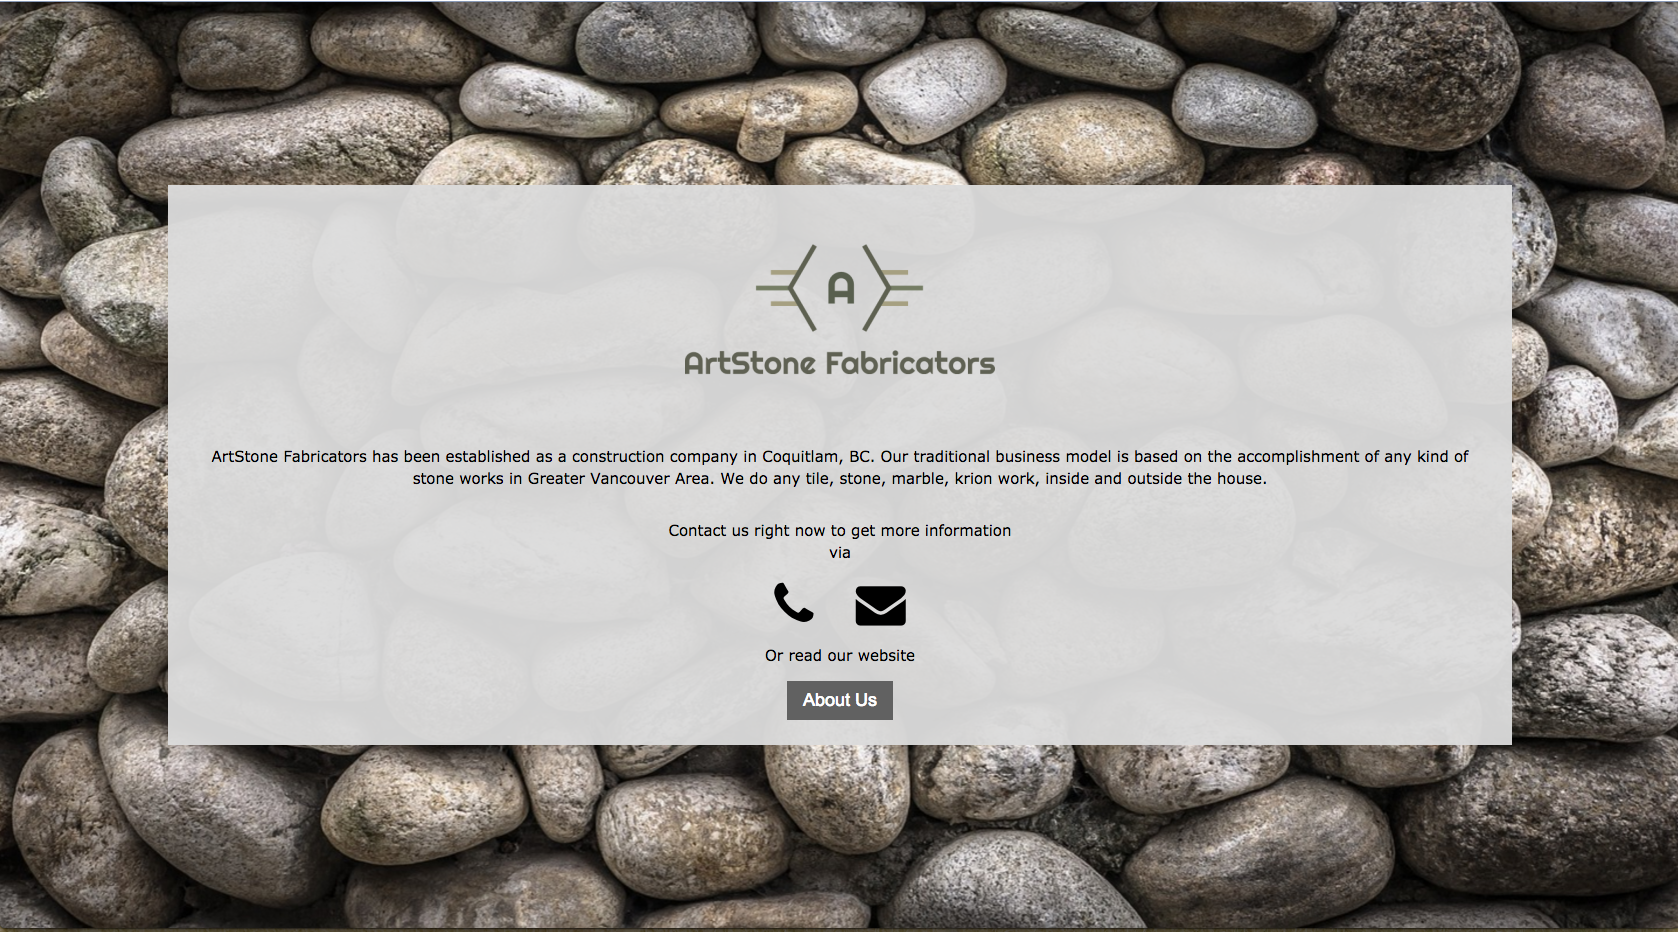 A
ArtStone Fabricators
ArtStone Fabricators has been established as a construction company in Coquitlam, BC. Our traditional business model is based on the accomplishment of any kind of
stone works in Greater Vancouver Area. We do any tile, stone, marble, krion work, inside and outside the house.
Contact us right now to get more information
via
Or read our website
About Us